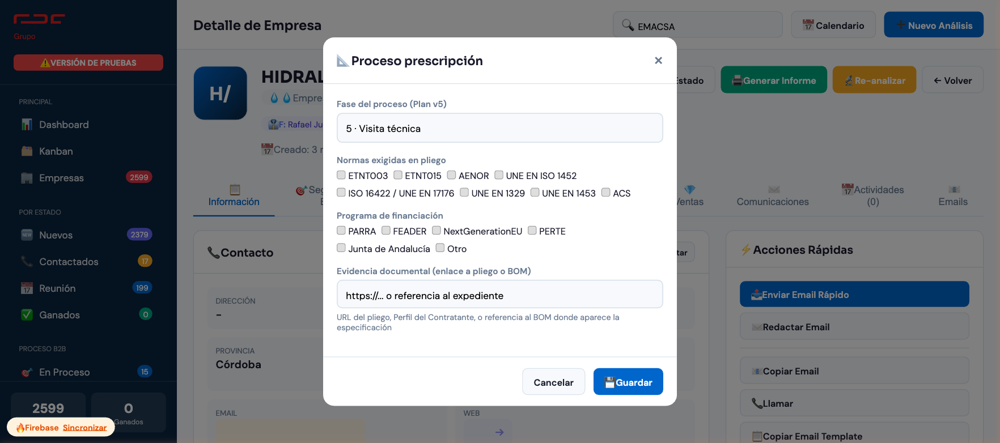 Grupo
⚠️VERSIÓN DE PRUEBAS
PRINCIPAL
Dashboard
Kanban
Empresas 2599
POR ESTADO
Nuevos 2379
Contactados 17
Reunión 199
Ganados 0
PROCESO B2B
En Proceso 15
2599 0
Ganados
🔥Firebase Sincronizar
Detalle de Empresa
EMACSA
Calendario
Nuevo Análisis
H/
HIDRAL
Empre
F: Rafael Ju
Creado: 3
Estado
Generar Informe
Re-analizar
← Volver
Información
Seg
Ventas
Comunicaciones
Actividades
(0)
Emails
Contacto
tar
DIRECCIÓN
-
PROVINCIA
Córdoba
EMAIL
WEB
→
Proceso prescripción
×
Fase del proceso (Plan v5)
5 · Visita técnica
Normas exigidas en pliego
ETNT003 ETNT015 AENOR UNE EN ISO 1452
ISO 16422 / UNE EN 17176 UNE EN 1329 UNE EN 1453 ACS
Programa de financiación
PARRA FEADER NextGenerationEU PERTE
Junta de Andalucía Otro
Evidencia documental (enlace a pliego o BOM)
https://... o referencia al expediente
URL del pliego, Perfil del Contratante, o referencia al BOM donde aparece la
especificación
Cancelar
Guardar
⚡Acciones Rápidas
Enviar Email Rápido
Redactar Email
Copiar Email
Llamar
Copiar Email Template